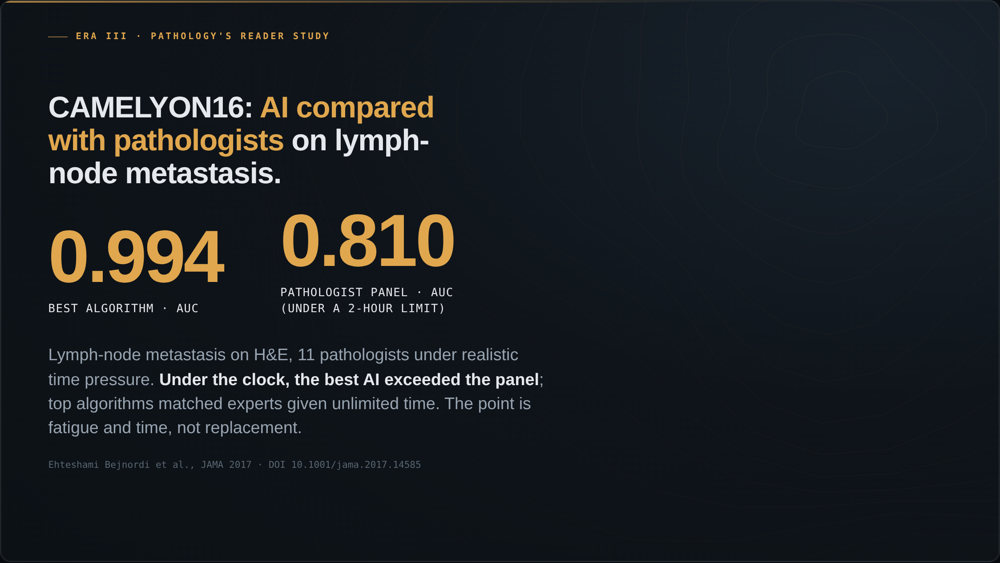 ERA III · PATHOLOGY'S READER STUDY
CAMELYON16: AI compared
with pathologists on lymph-
node metastasis.
0.994
BEST ALGORITHM · AUC
0.810
PATHOLOGIST PANEL · AUC
(UNDER A 2-HOUR LIMIT)
Lymph-node metastasis on H&E, 11 pathologists under realistic
time pressure. Under the clock, the best AI exceeded the panel;
top algorithms matched experts given unlimited time. The point is
fatigue and time, not replacement.
Ehteshami Bejnordi et al., JAMA 2017 · DOI 10.1001/jama.2017.14585